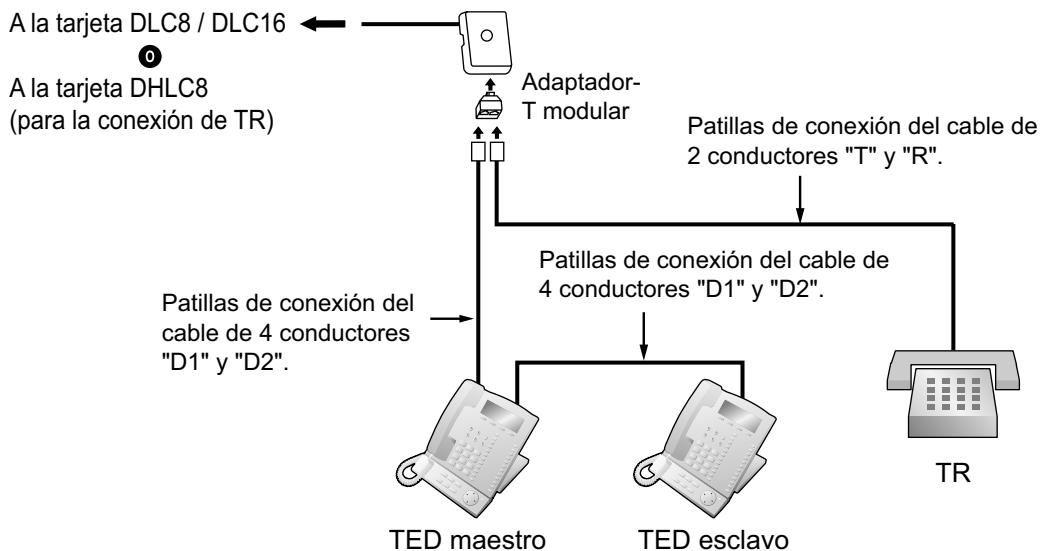 A la tarjeta DLC8 / DLC16
o
A la tarjeta DHLC8
(para la conexión de TR)
Adaptador-
T modular
Patillas de conexión del cable de
2 conductores "T" y "R".
Patillas de conexión del cable de
4 conductores "D1" y "D2".
Patillas de conexión del
cable de 4 conductores
"D1" y "D2".
TR
TED maestro
TED esclavo